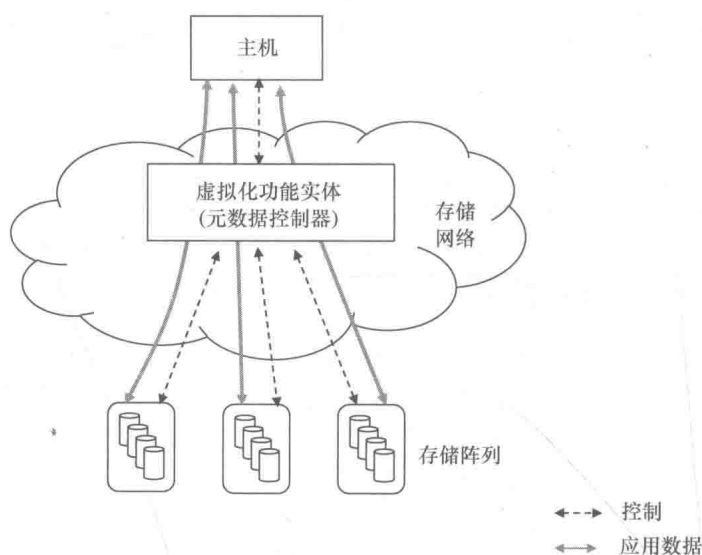 主机
虚拟化功能实体
(元数据控制器)
存储
网络
存储阵列
控制
应用数据